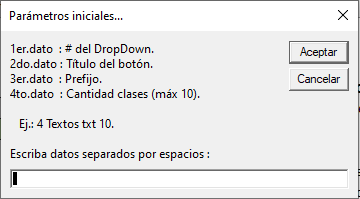 Parámetros iniciales...
1er.dato : # del DropDown.
2do.dato : Título del botón.
3er.dato : Prefijo.
4to.dato : Cantidad clases (máx 10).
Ej.: 4 Textos txt 10.
Escriba datos separados por espacios :
Aceptar
Cancelar